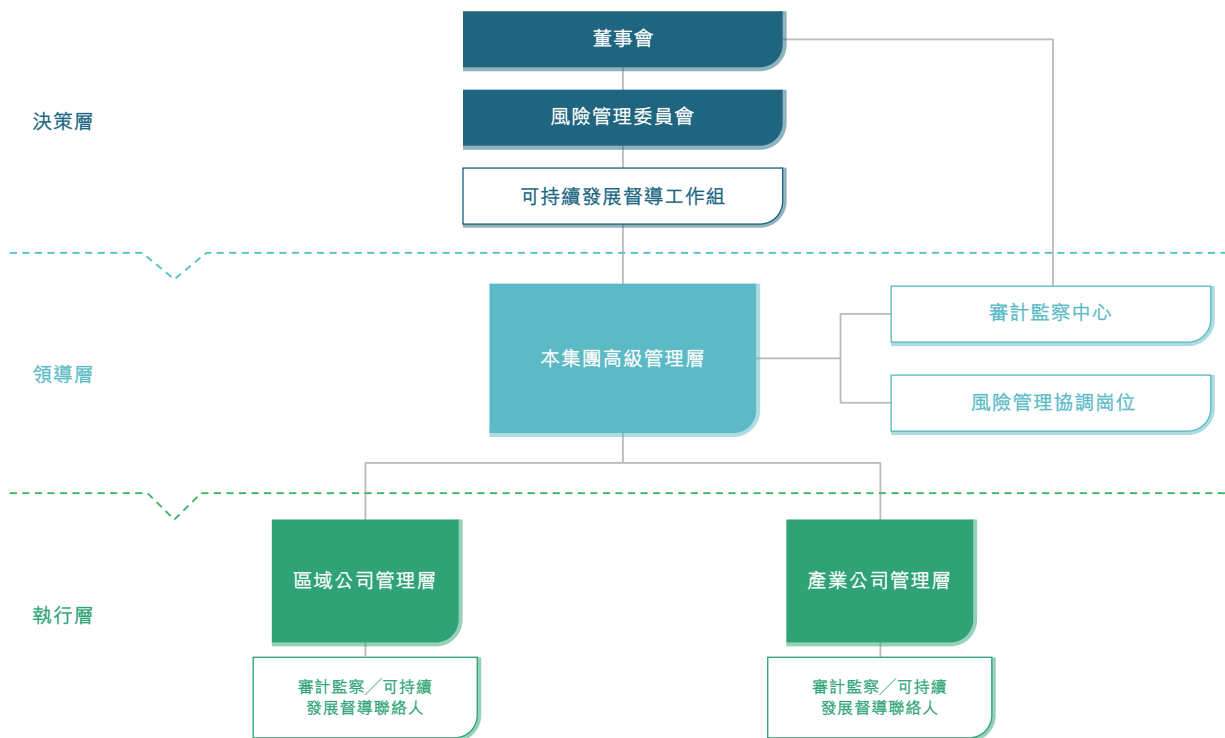 董事會
決策層
風險管理委員會
可持續發展督導工作組
領導層
本集團高級管理層
審計監察中心
風險管理協調崗位
執行層
區域公司管理層
產業公司管理層
審計監察／可持續
發展督導聯絡人
審計監察／可持續
發展督導聯絡人